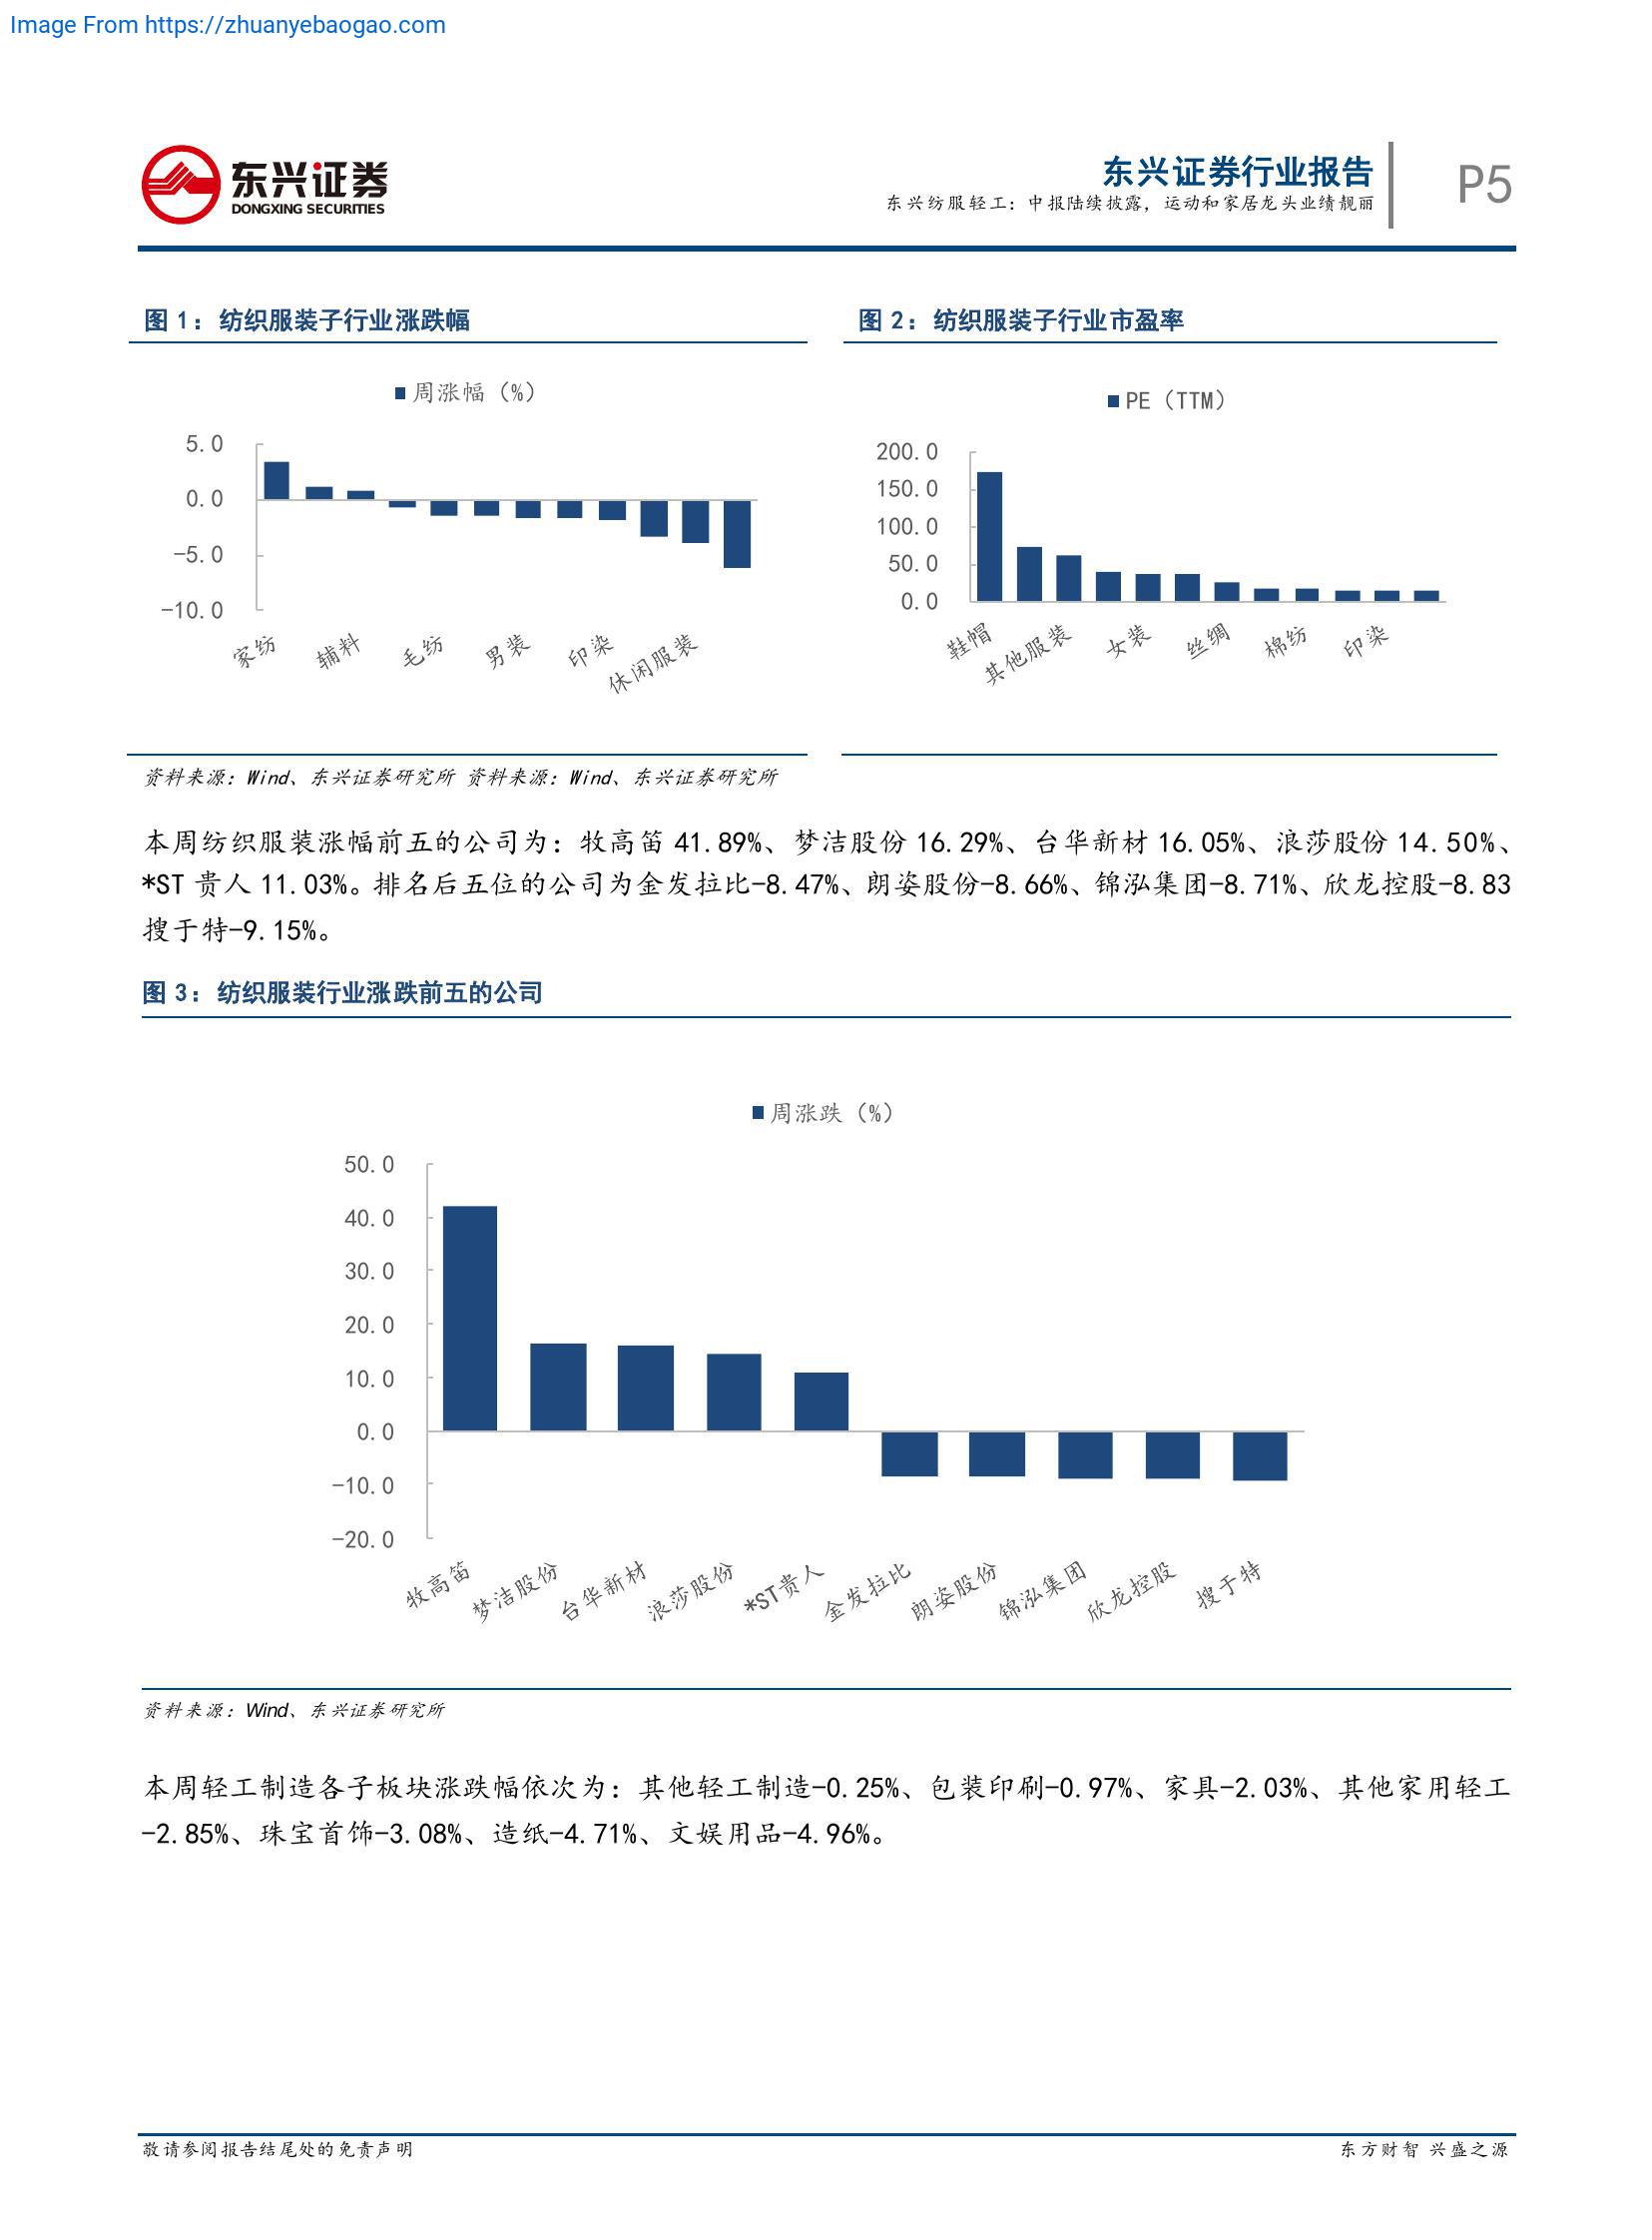 Image From https://zhuanyebaogao.com
东兴证券
DONGXING SECURITIES
东兴证券行业报告
东兴纺服轻工：中报陆续披露，运动和家居龙头业绩靓丽
P5
图 1：纺织服装子行业涨跌幅
周涨幅（%）
5.0
0.0
-5.0
-10.0
家纺
辅料
毛纺
男装
印染
休闲服装
图 2：纺织服装子行业市盈率
PE（TTM）
200.0
150.0
100.0
50.0
0.0
鞋帽
其他服装
女装
丝绸
棉纺
印染
资料来源：Wind、东兴证券研究所 资料来源：Wind、东兴证券研究所
本周纺织服装涨幅前五的公司为：牧高笛 41.89%、梦洁股份 16.29%、台华新材 16.05%、浪莎股份 14.50%、
*ST 贵人 11.03%。排名后五位的公司为金发拉比-8.47%、朗姿股份-8.66%、锦泓集团-8.71%、欣龙控股-8.83
搜于特-9.15%。
图 3：纺织服装行业涨跌前五的公司
周涨跌（%）
50.0
40.0
30.0
20.0
10.0
0.0
-10.0
-20.0
牧高笛
梦洁股份
台华新材
浪莎股份
*ST贵人
金发拉比
朗姿股份
锦泓集团
欣龙控股
搜于特
资料来源：Wind、东兴证券研究所
本周轻工制造各子板块涨跌幅依次为：其他轻工制造-0.25%、包装印刷-0.97%、家具-2.03%、其他家用轻工
-2.85%、珠宝首饰-3.08%、造纸-4.71%、文娱用品-4.96%。
敬请参阅报告结尾处的免责声明
东方财智 兴盛之源